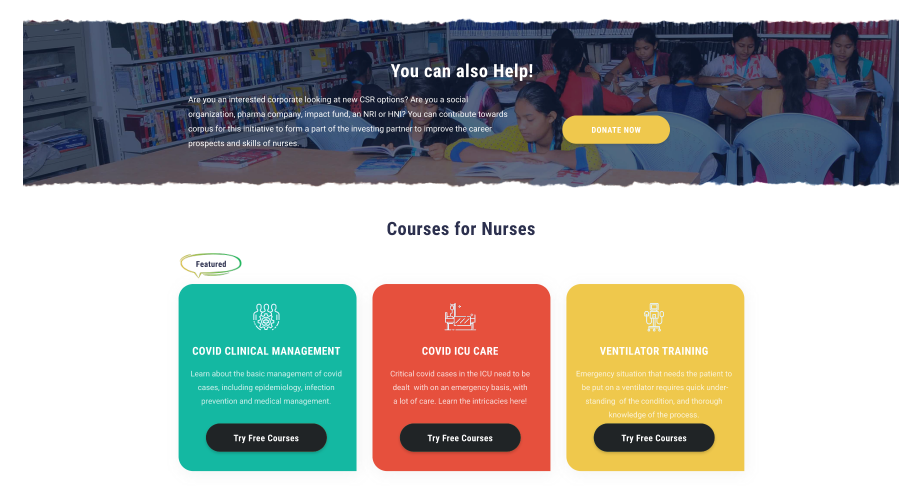 You can also Help!
Are you an interested corporate looking at new CSR options? Are you a social
organization, pharma company, impact fund, an NRI or HNI? You can contribute towards
corpus for this initiative to form a part of the investing partner to improve the career
prospects and skills of nurses.
DONATE NOW
Courses for Nurses
Featured
COVID CLINICAL MANAGEMENT
Learn about the basic management of covid
cases, including epidemiology, infection
prevention and medical management.
Try Free Courses
COVID ICU CARE
Critical covid cases in the ICU need to be
dealt with on an emergency basis, with
a lot of care. Learn the intricacies here!
Try Free Courses
VENTILATOR TRAINING
Emergency situation that needs the patient to
be put on a ventilator requires quick under-
standing of the condition, and thorough
knowledge of the process.
Try Free Courses